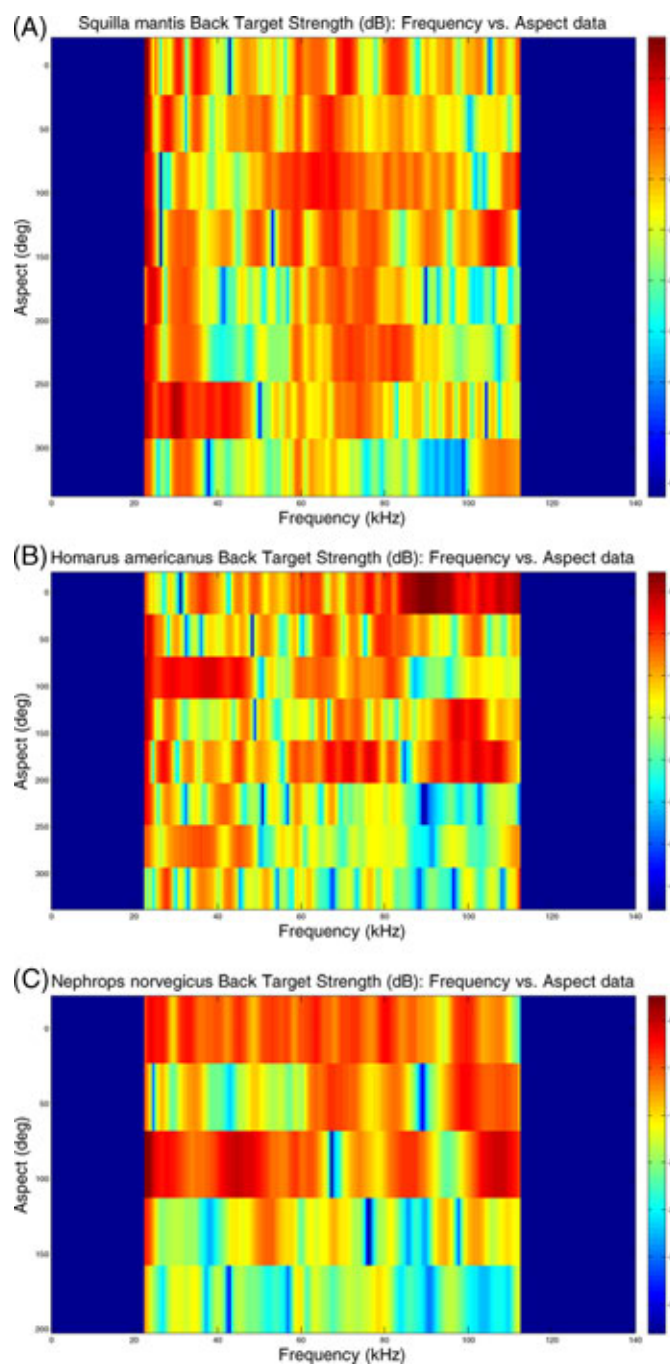 (A) Squilla mantis Back Target Strength (dB): Frequency vs. Aspect data
0
50
100
150
200
250
300
Aspect (deg)
0 20 40 60 80 100 120 140
Frequency (kHz)
(B) Homarus americanus Back Target Strength (dB): Frequency vs. Aspect data
0
50
100
150
200
250
300
Aspect (deg)
0 20 40 60 80 100 120 140
Frequency (kHz)
(C) Nephrops norvegicus Back Target Strength (dB): Frequency vs. Aspect data
0
50
100
150
200
Aspect (deg)
0 20 40 60 80 100 120 140
Frequency (kHz)